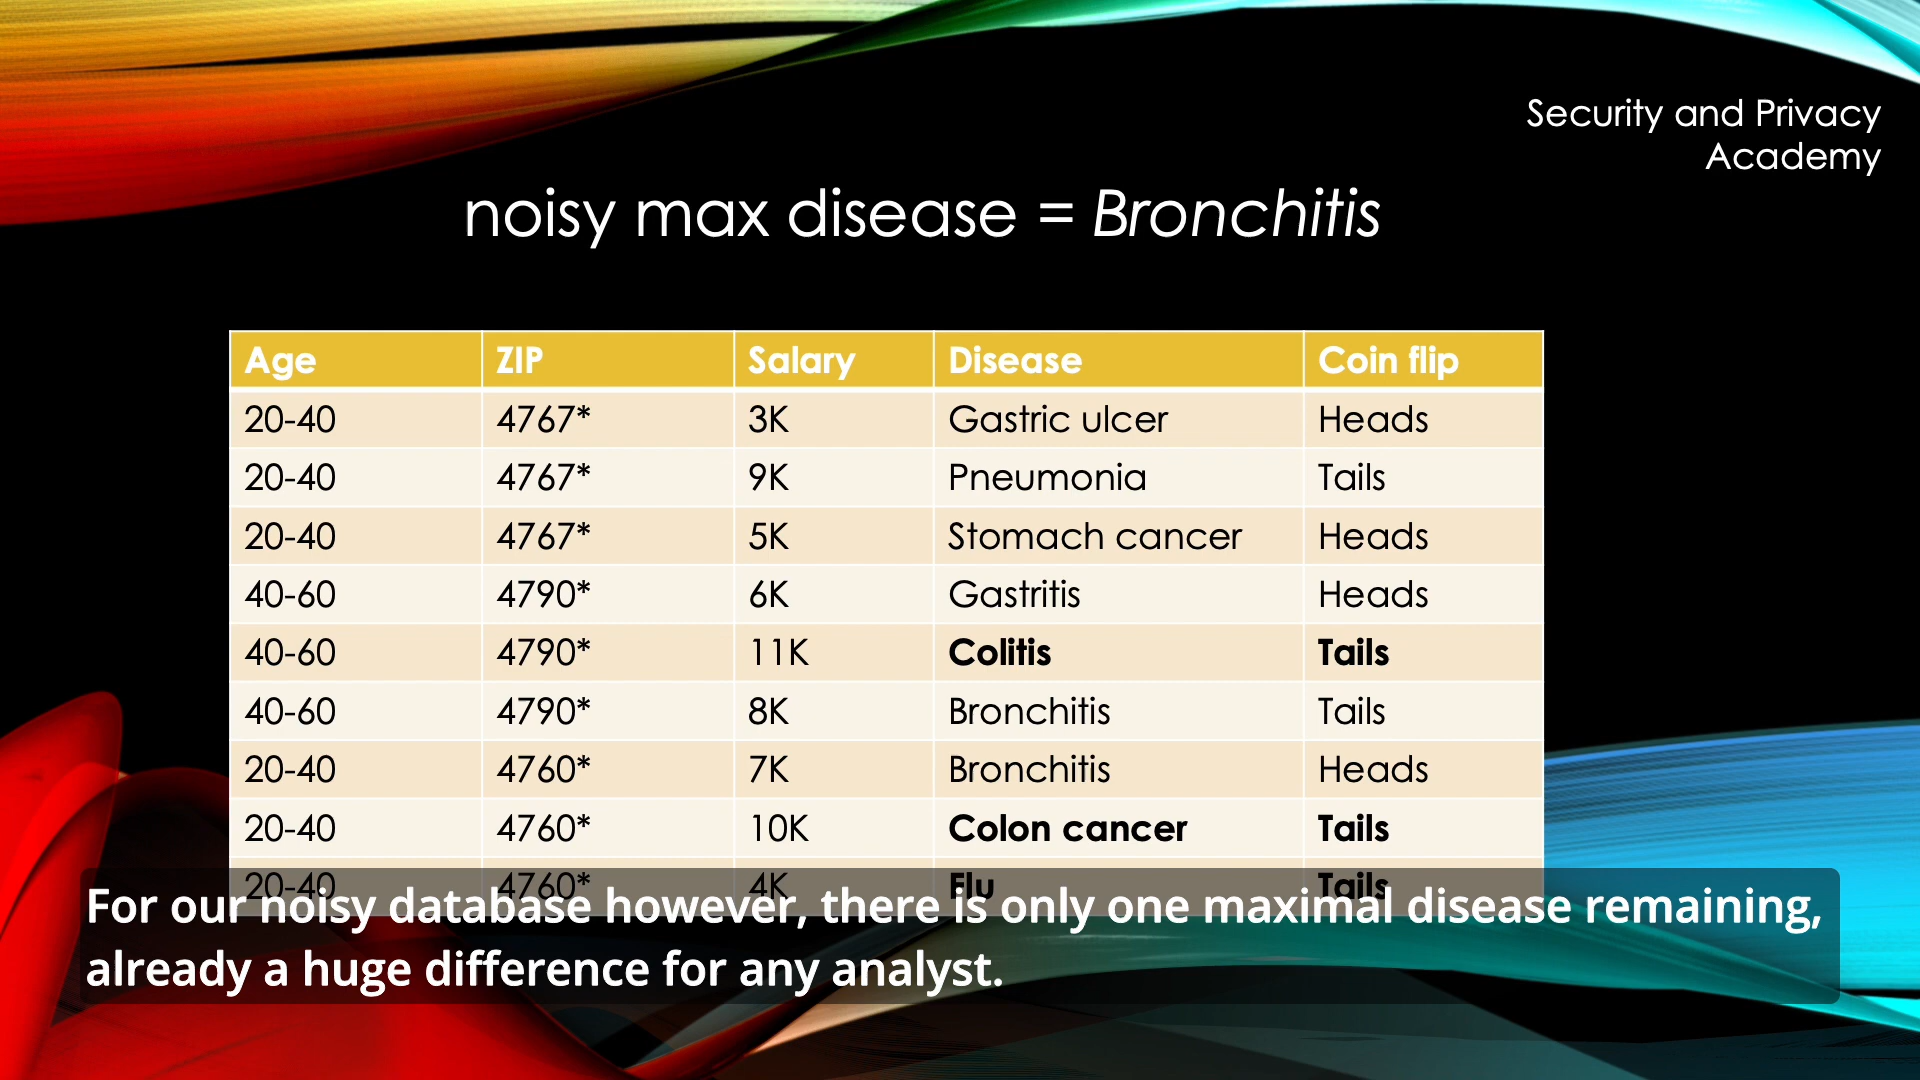 Security and Privacy
Academy
noisy max disease = Bronchitis
Age ZIP Salary Disease Coin flip
20-40 4767* 3K Gastric ulcer Heads
20-40 4767* 9K Pneumonia Tails
20-40 4767* 5K Stomach cancer Heads
40-60 4790* 6K Gastritis Heads
40-60 4790* 11K Colitis Tails
40-60 4790* 8K Bronchitis Tails
20-40 4760* 7K Bronchitis Heads
20-40 4760* 10K Colon cancer Tails
20-40 4760* 4K Flu Tails
For our noisy database however, there is only one maximal disease remaining,
already a huge difference for any analyst.